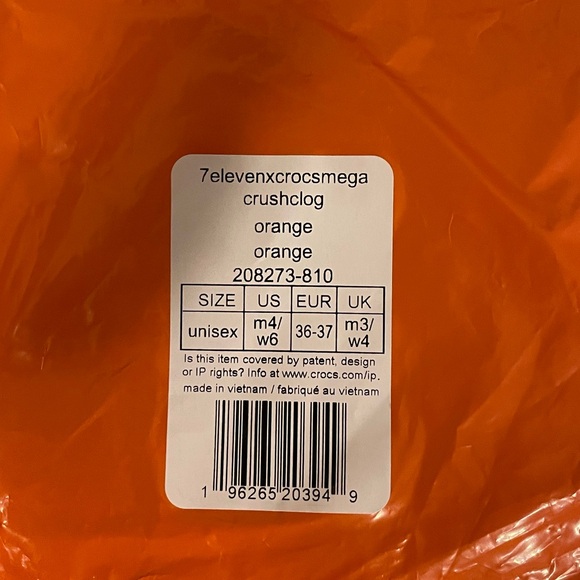 7elevenxcrocsmega
crushclog
orange
orange
208273-810
SIZE US EUR UK
unisex m4/w6 36-37 m3/w4
Is this item covered by patent, design
or IP rights? Info at www.crocs.com/ip.
made in vietnam / fabriqué au vietnam
1 96265 20394 9